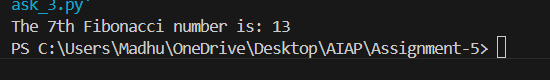 ask_3.py'
The 7th Fibonacci number is: 13
PS C:\Users\Madhu\OneDrive\Desktop\AIAP\Assignment-5>